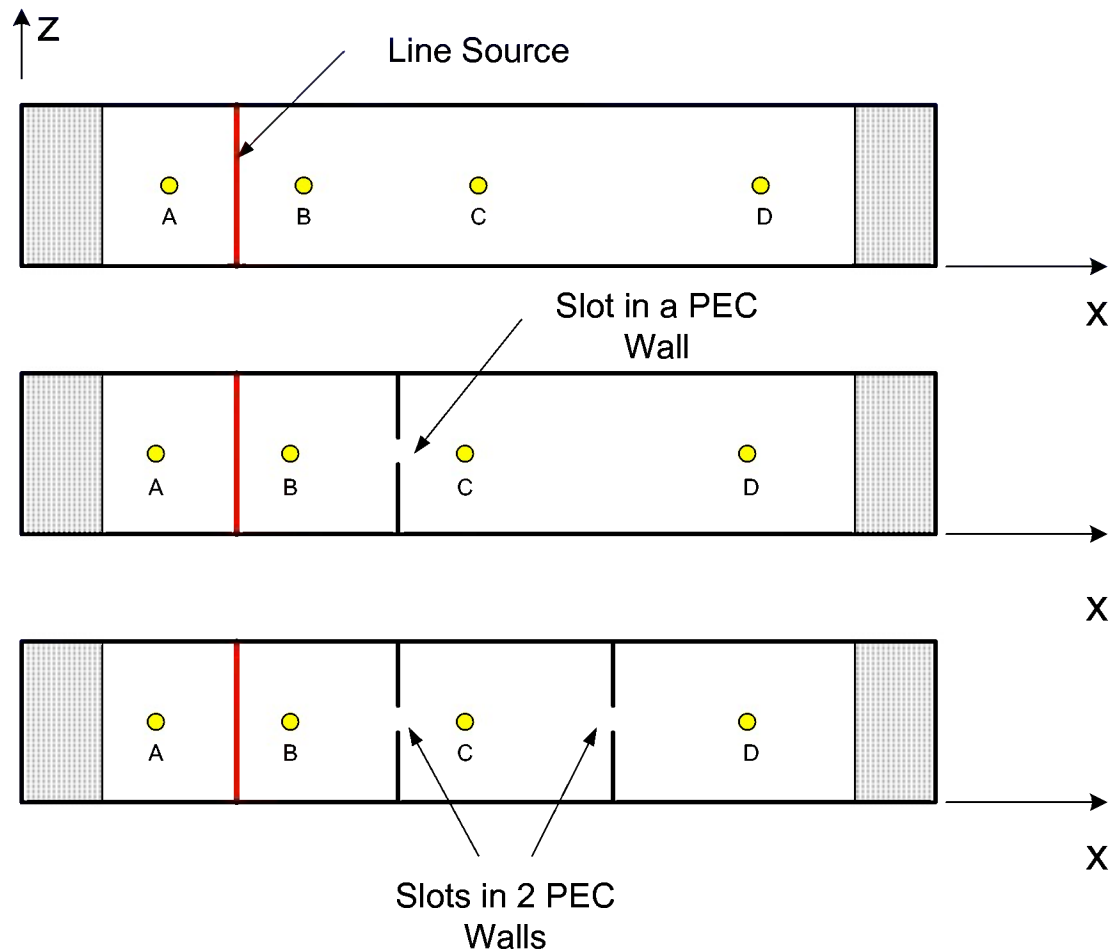 Z
Line Source
A B C D
X
Slot in a PEC
Wall
A B C D
X
A B C D
X
Slots in 2 PEC
Walls